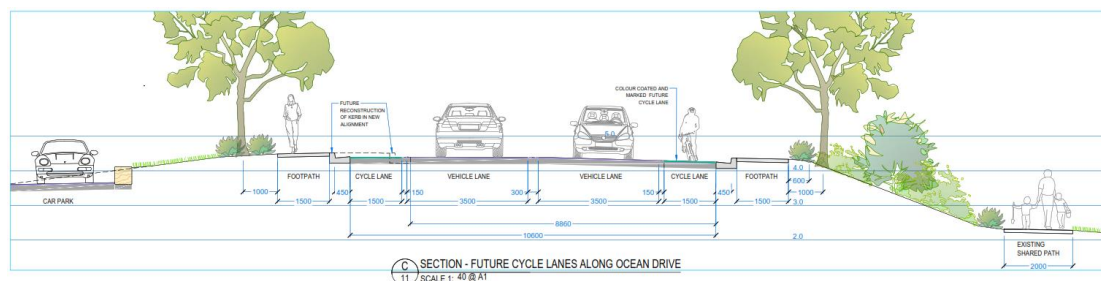 FUTURE
RECONSTRUCTION
OF KERB IN NEW
ALIGNMENT
COLOUR COATED AND
MARKED FUTURE
CYCLE LANE
5.0
4.0
3.0
2.0
CAR PARK
FOOTPATH
CYCLE LANE
VEHICLE LANE
VEHICLE LANE
CYCLE LANE
FOOTPATH
1000
1500
450
1500
150
3500
300
3500
150
1500
450
1500
600
1000
8860
10600
EXISTING
SHARED PATH
2000
C
11
SECTION - FUTURE CYCLE LANES ALONG OCEAN DRIVE
SCALE 1: 40 @ A1